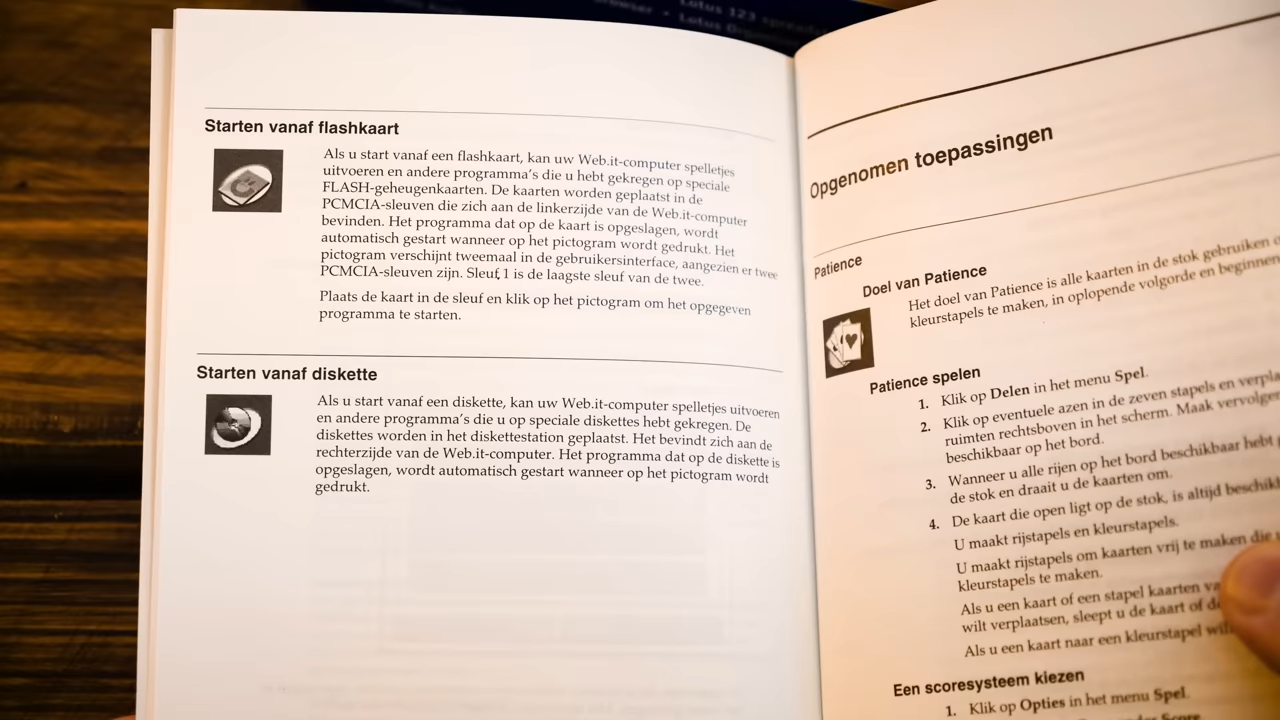 Lotus 123
Starten vanaf flashkaart
Als u start vanaf een flashkaart, kan uw Web.it-computer spelletjes
uitvoeren en andere programma's die u hebt gekregen op speciale
FLASH-geheugenkaarten. De kaarten worden geplaatst in de
PCMCIA-sleuven die zich aan de linkerzijde van de Web.it-computer
bevinden. Het programma dat op de kaart is opgeslagen, wordt
automatisch gestart wanneer op het pictogram wordt gedrukt. Het
pictogram verschijnt tweemaal in de gebruikersinterface, aangezien er twee
PCMCIA-sleuven zijn. Sleuf 1 is de laagste sleuf van de twee.
Plaats de kaart in de sleuf en klik op het pictogram om het opgegeven
programma te starten.
Starten vanaf diskette
Als u start vanaf een diskette, kan uw Web.it-computer spelletjes uitvoeren
en andere programma's die u op speciale diskettes hebt gekregen. De
diskettes worden in het diskettestation geplaatst. Het bevindt zich aan de
rechterzijde van de Web.it-computer. Het programma dat op de diskette is
opgeslagen, wordt automatisch gestart wanneer op het pictogram wordt
gedrukt.
Opgenomen toepassingen
Patience
Doel van Patience
Het doel van Patience is alle kaarten in de stok gebruiken
kleurstapels te maken, in oplopende volgorde en beginnen
Patience spelen
1. Klik op Delen in het menu Spel.
2. Klik op eventuele azen in de zeven stapels en
ruimten rechtsboven in het scherm. Maak
beschikbaar op het bord.
3. Wanneer u alle rijen op het bord beschikbaar hebt
de stok en draait u de kaarten om.
4. De kaart die open ligt op de stok, is altijd
U maakt rijstapels en kleurstapels.
U maakt rijstapels om kaarten vrij te maken die
kleurstapels te maken.
Als u een kaart of een stapel kaarten
wilt verplaatsen, sleept u de kaart of
Als u een kaart naar een kleurstapel
Een scoresysteem kiezen
1. Klik op Opties in het menu Spel.
Score